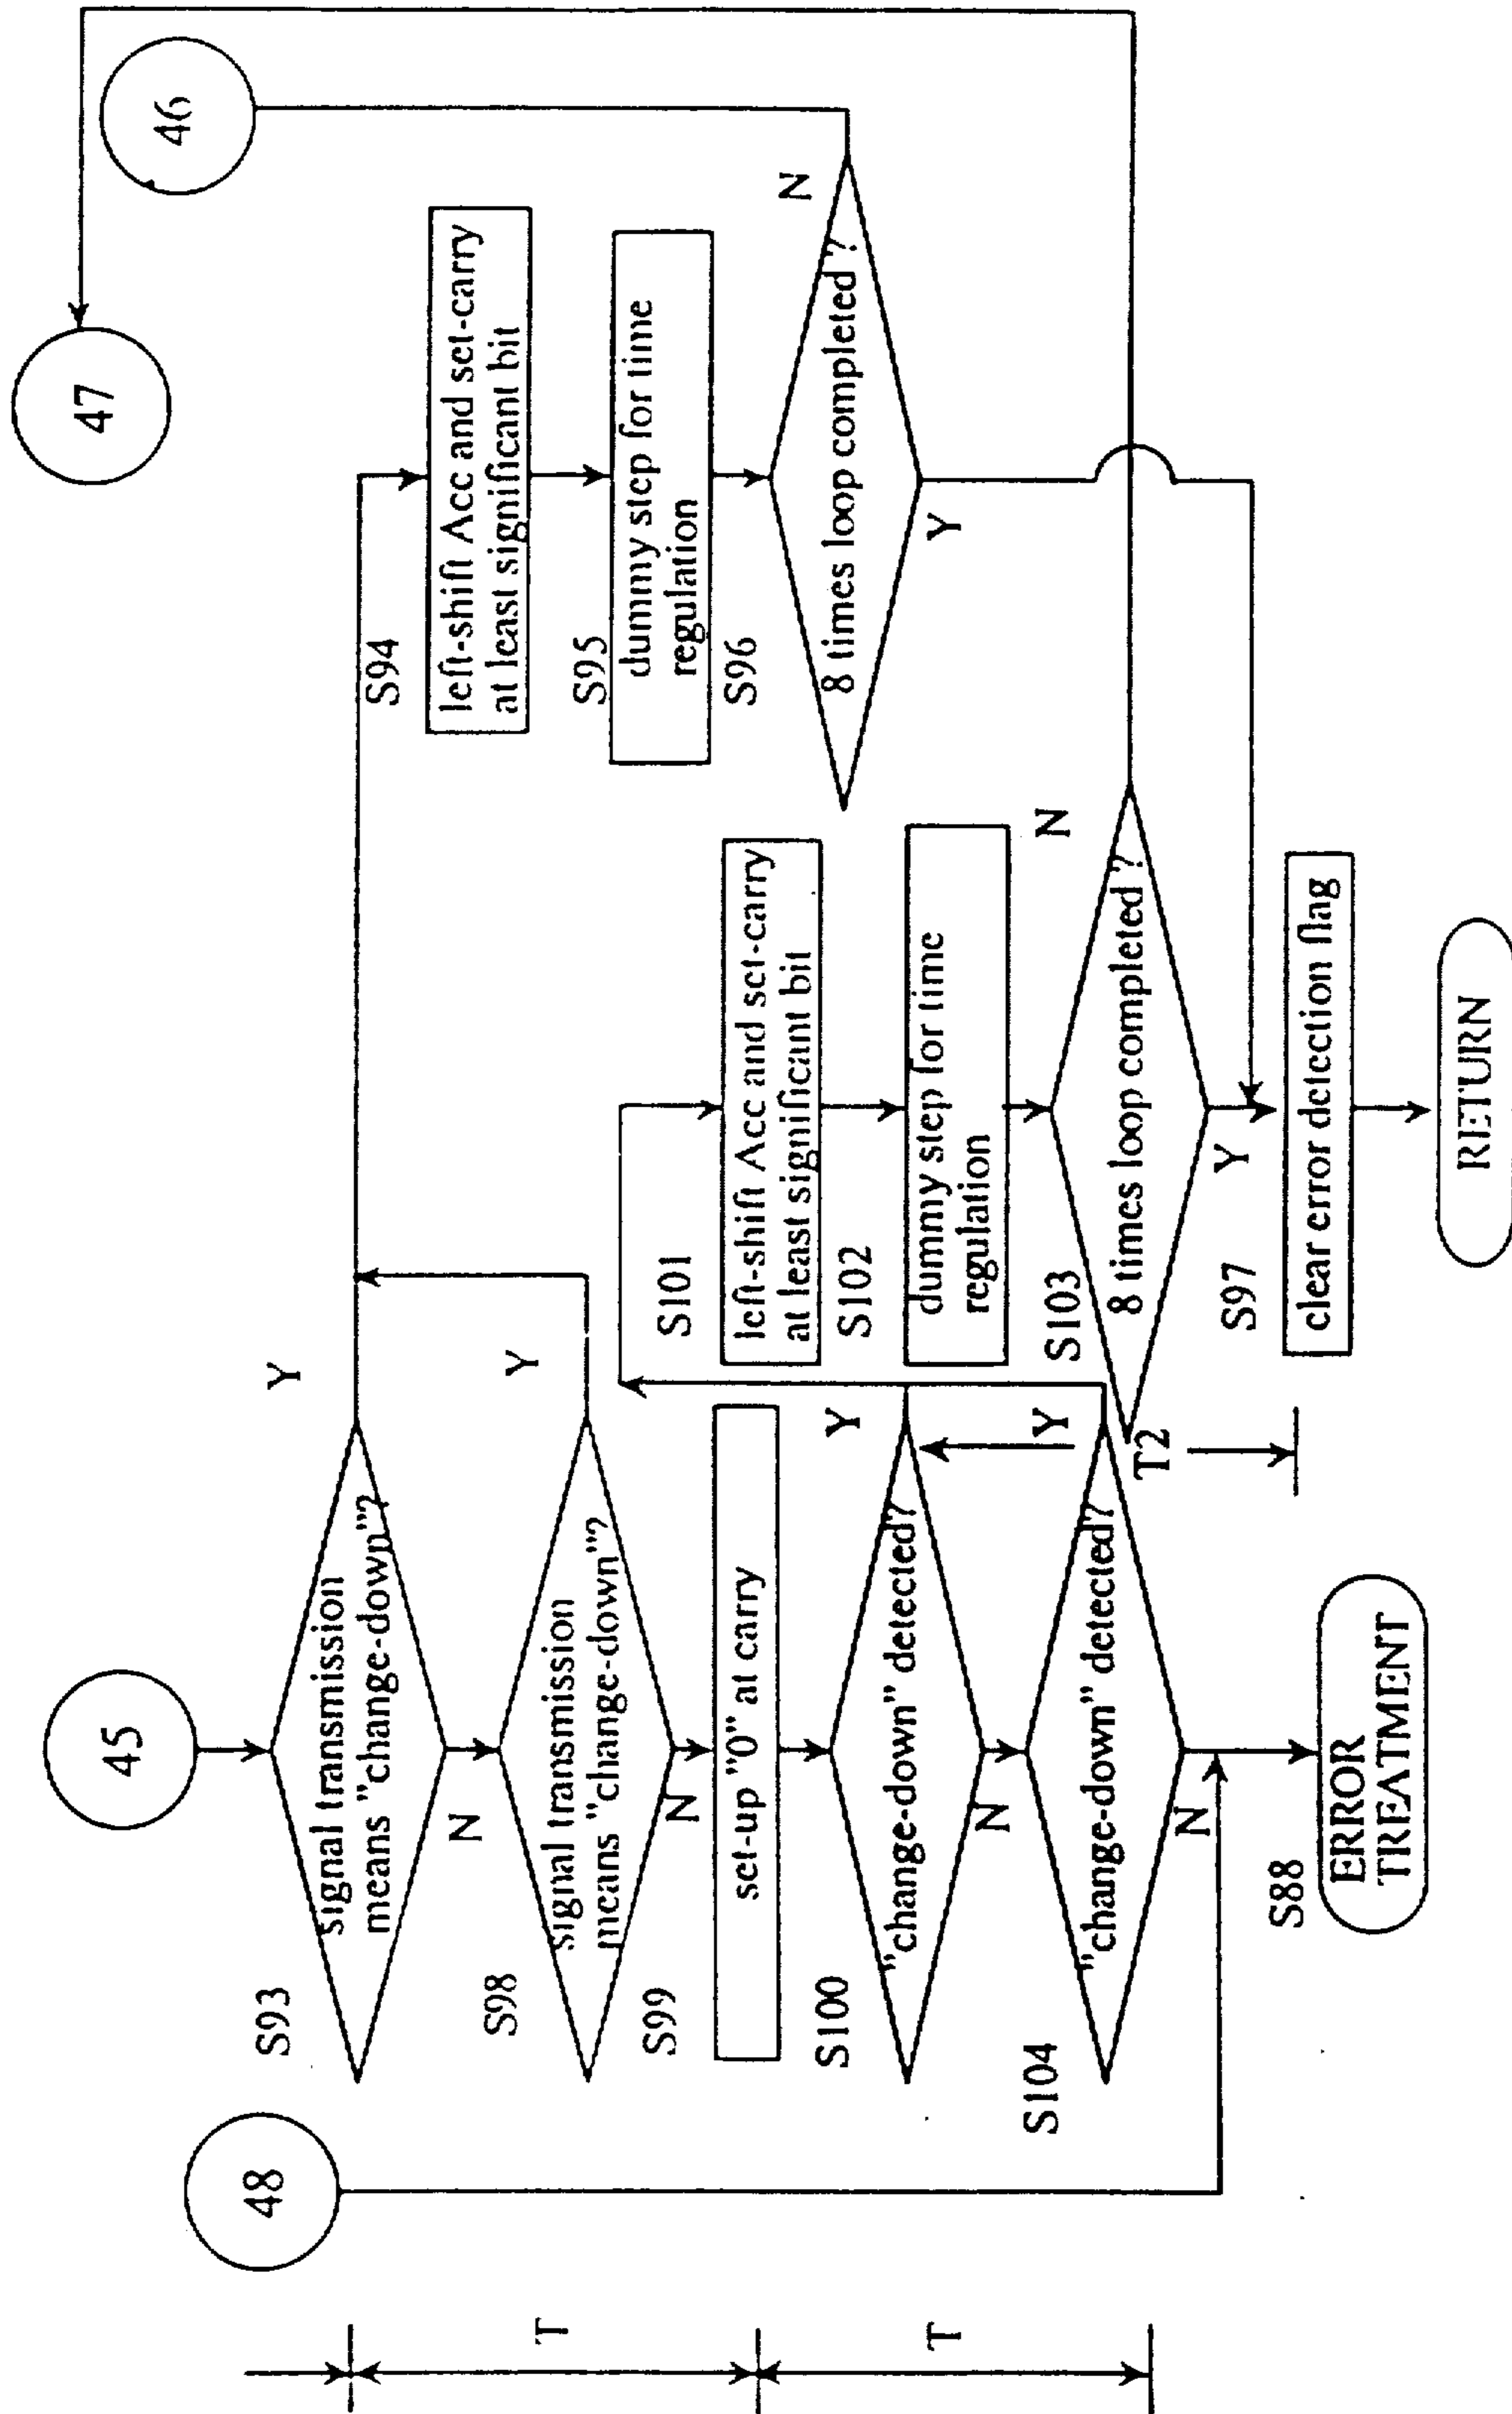 48
45
46
47
S93
signal transmission
means "change-down"?
Y
N
S98
signal transmission
means "change-down"?
Y
N
S99
set-up "0" at carry
S100
"change-down" detected?
Y
N
S104
"change-down" detected?
Y
N
S88
ERROR
TREATMENT
T
T
T2
S94
left-shift Acc and set-carry
at least significant bit
S95
dummy step for time
regulation
S96
8 times loop completed ?
N
Y
S101
left-shift Acc and set-carry
at least significant bit
S102
dummy step for time
regulation
S103
8 times loop completed ?
N
Y
S97
clear error detection flag
RETURN